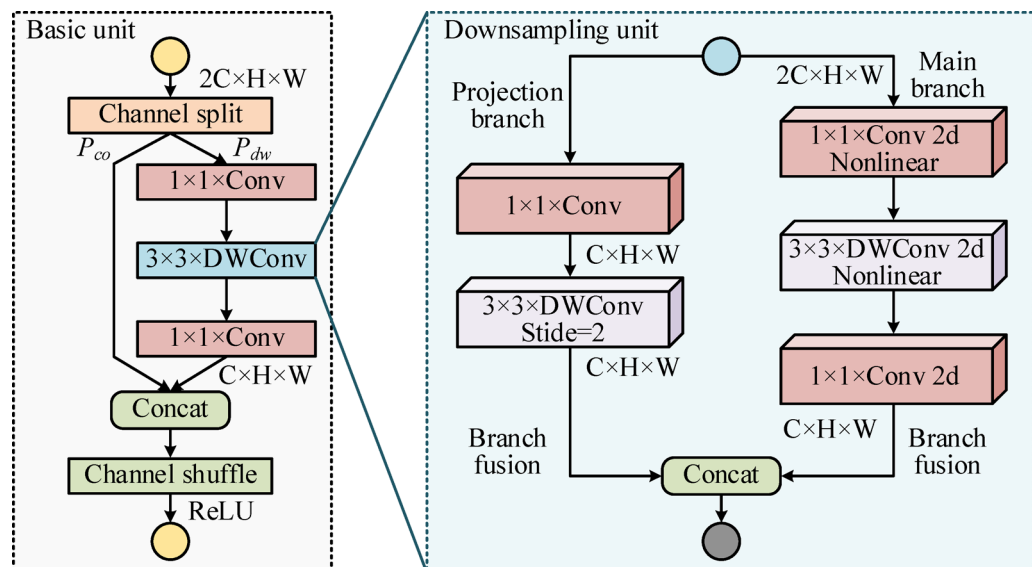 Basic unit
2C×H×W
Channel split
P_co
P_dw
1×1×Conv
3×3×DWConv
1×1×Conv
C×H×W
Concat
Channel shuffle
ReLU
Downsampling unit
2C×H×W
Projection
branch
1×1×Conv
C×H×W
3×3×DWConv
Stide=2
C×H×W
Branch
fusion
Main
branch
1×1×Conv 2d
Nonlinear
3×3×DWConv 2d
Nonlinear
1×1×Conv 2d
C×H×W
Branch
fusion
Concat